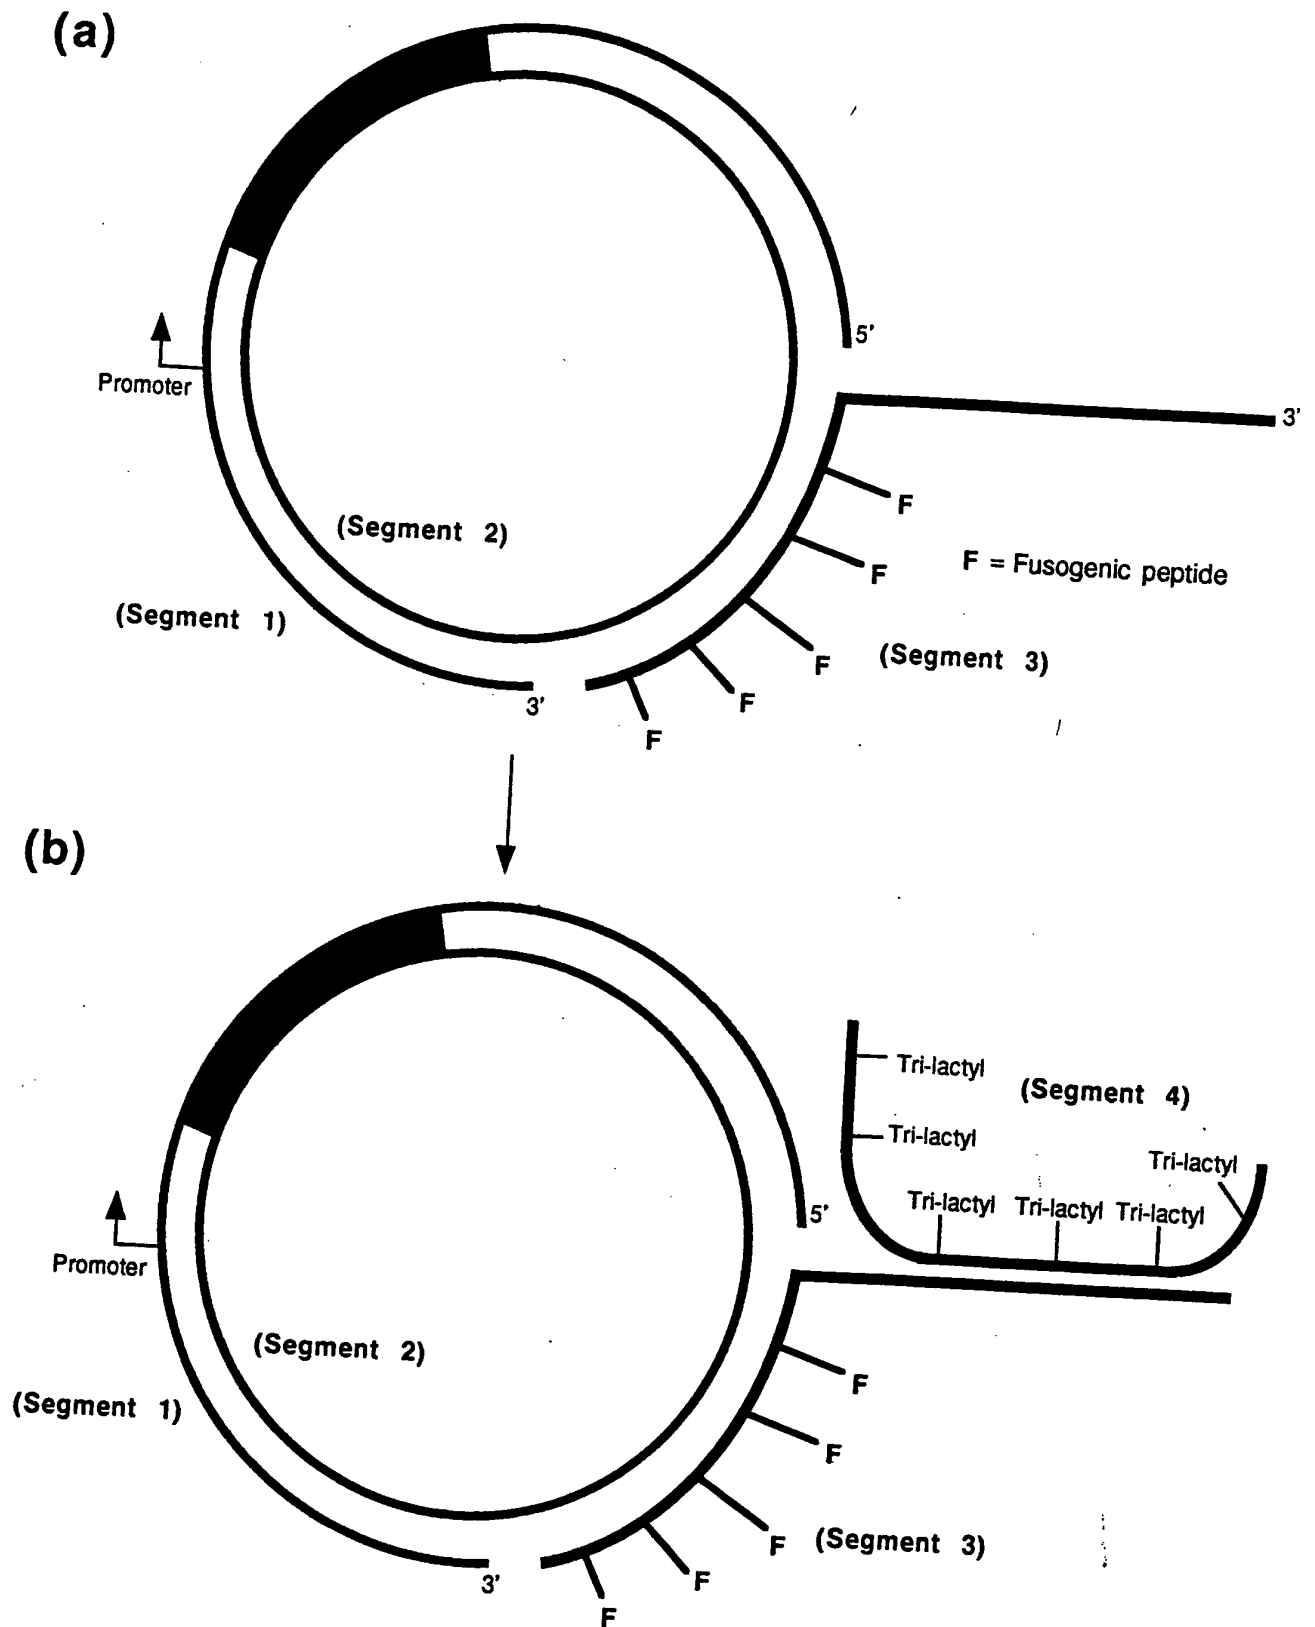 (a)
5'
Promoter
3'
F
F
F = Fusogenic peptide
(Segment 2)
(Segment 1)
F
(Segment 3)
F
3'
F
(b)
Tri-lactyl
(Segment 4)
Tri-lactyl
Tri-lactyl
Tri-lactyl
Tri-lactyl
Tri-lactyl
5'
Promoter
(Segment 2)
F
(Segment 1)
F
F
(Segment 3)
3'
F
F